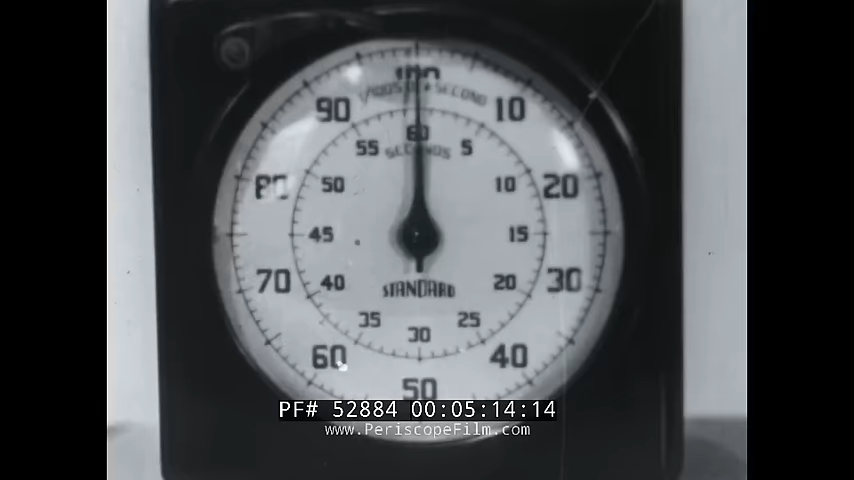 100
1/100S OF A SECOND
90 10
60
55 SECONDS 5
80 50 10 20
45 15
70 40 STANDARD 20 30
35 25
30
60 40
50
PF# 52884 00:05:14:14
www.PeriscopeFilm.com